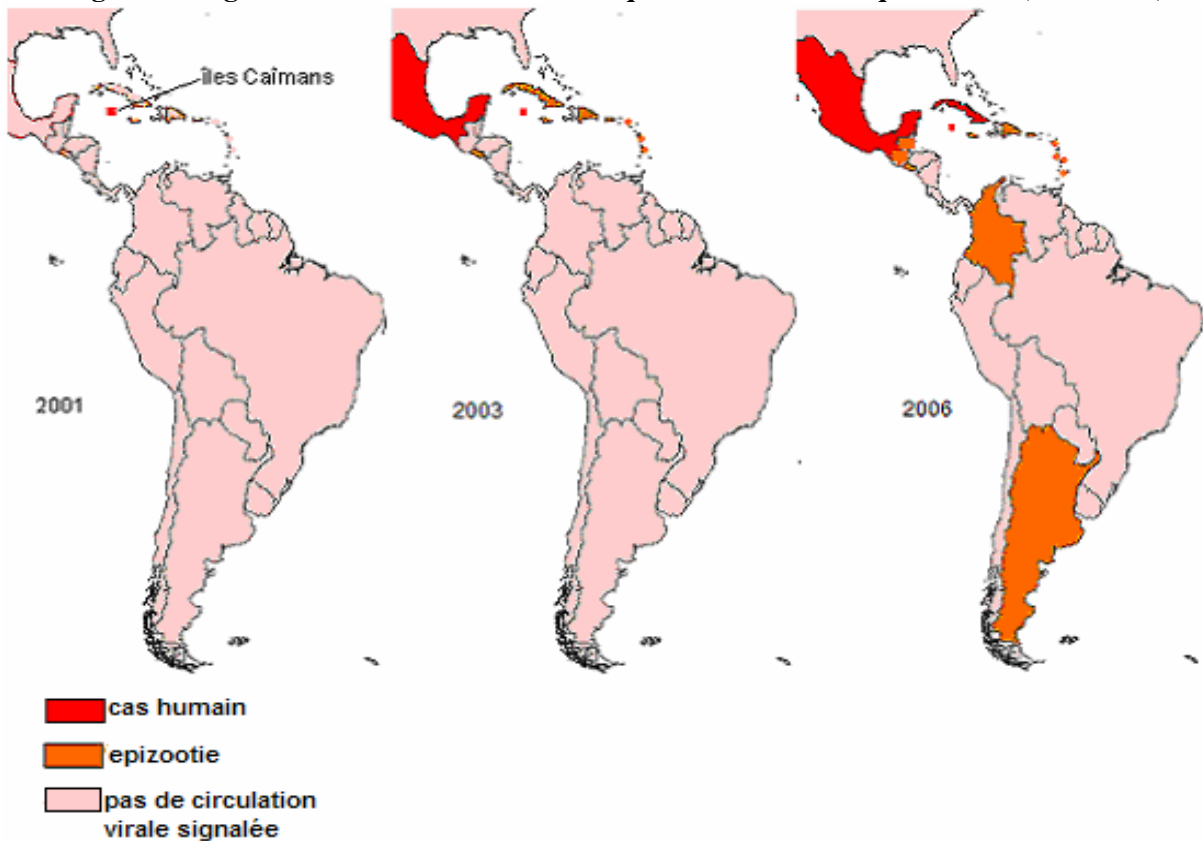 îles Caïmans
2001
2003
2006
cas humain
epizootie
pas de circulation
virale signalée